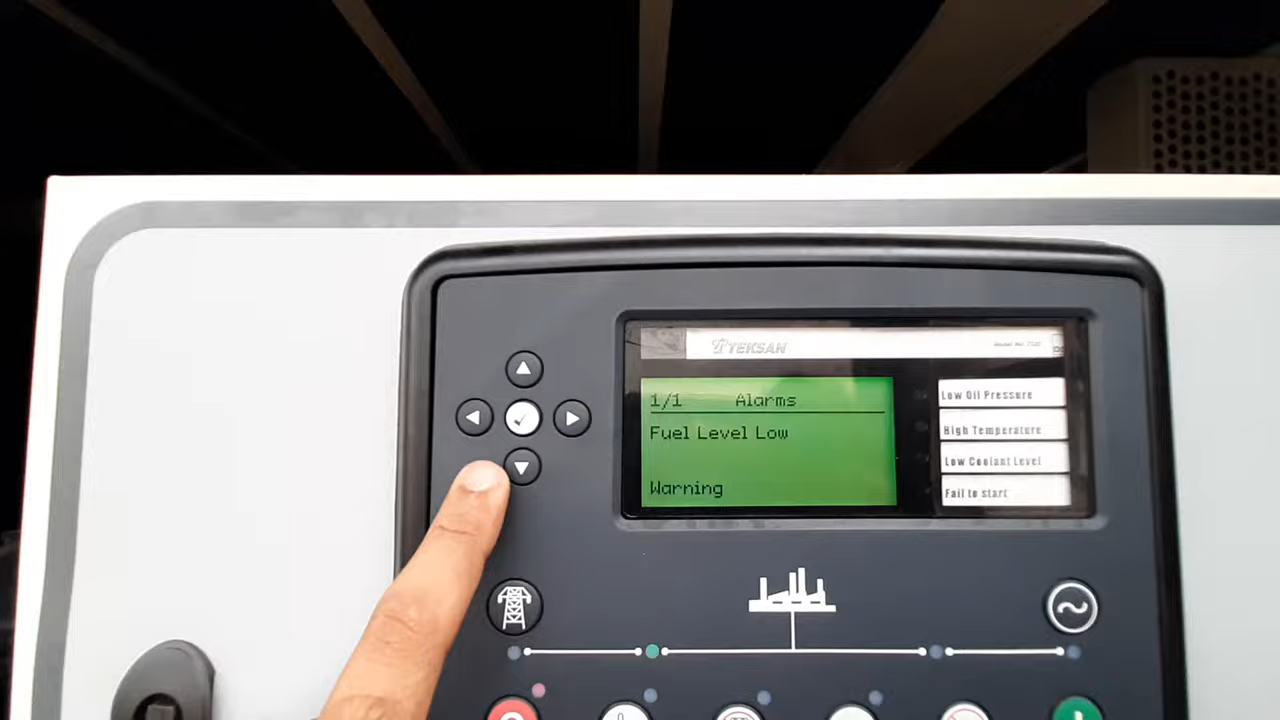 TEKSAN
1/1 Alarms
Fuel Level Low
Warning
Low Oil Pressure
High Temperature
Low Coolant Level
Fail to start